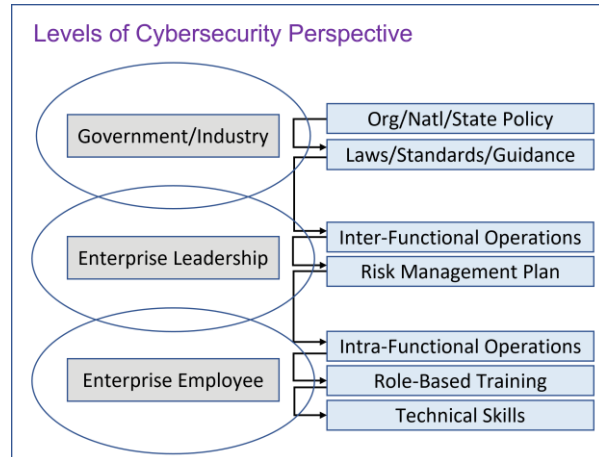 Levels of Cybersecurity Perspective
Government/Industry
Org/Natl/State Policy
Laws/Standards/Guidance
Enterprise Leadership
Inter-Functional Operations
Risk Management Plan
Enterprise Employee
Intra-Functional Operations
Role-Based Training
Technical Skills